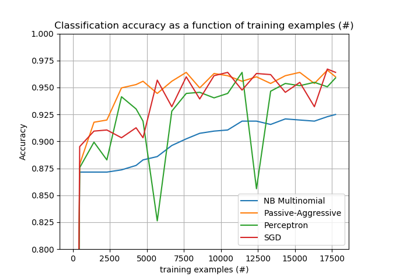 Classification accuracy as a function of training examples (#)
1.000
0.975
0.950
0.925
0.900
0.875
0.850
0.825
0.800
Accuracy
0 2500 5000 7500 10000 12500 15000 17500
training examples (#)
NB Multinomial
Passive-Aggressive
Perceptron
SGD